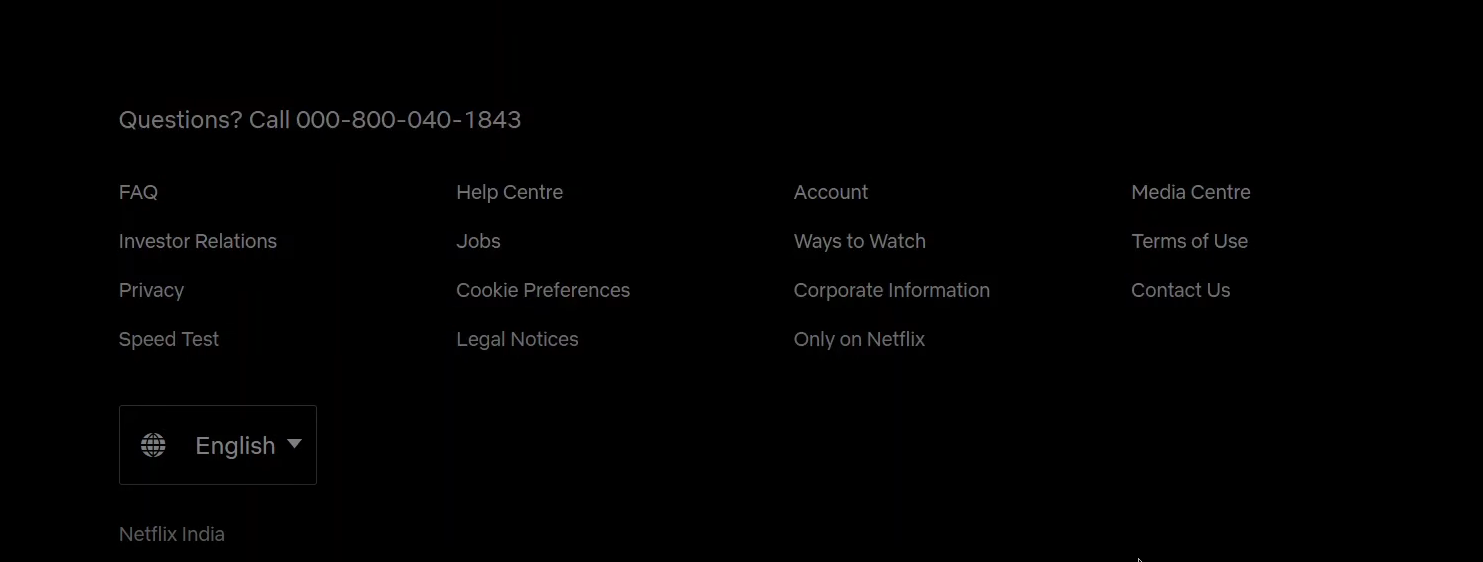 Questions? Call 000-800-040-1843
FAQ Help Centre Account Media Centre
Investor Relations Jobs Ways to Watch Terms of Use
Privacy Cookie Preferences Corporate Information Contact Us
Speed Test Legal Notices Only on Netflix
English
Netflix India